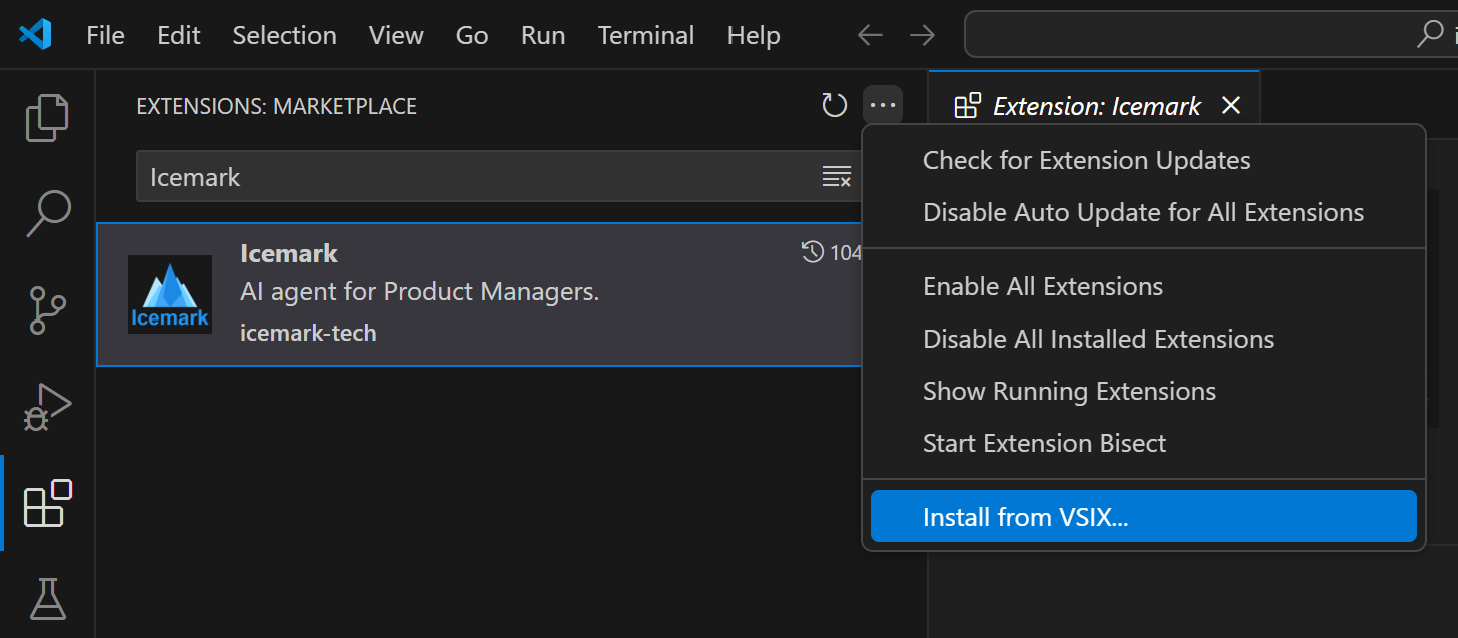 File Edit Selection View Go Run Terminal Help
EXTENSIONS: MARKETPLACE
Extension: Icemark
Icemark
Icemark
104
AI agent for Product Managers.
icemark-tech
Icemark
Check for Extension Updates
Disable Auto Update for All Extensions
Enable All Extensions
Disable All Installed Extensions
Show Running Extensions
Start Extension Bisect
Install from VSIX...